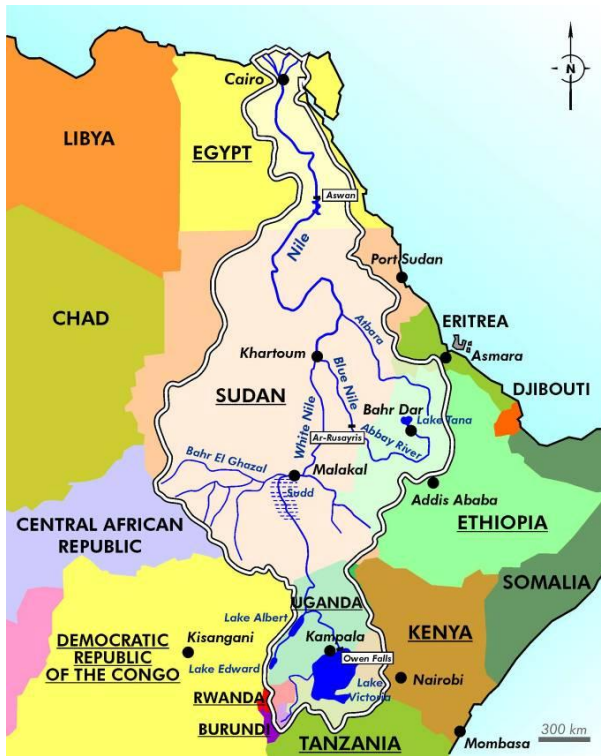 Cairo
N
LIBYA
EGYPT
Aswan
Nile
Port Sudan
CHAD
Atbara
ERITREA
Khartoum
Asmara
Blue Nile
DJIBOUTI
SUDAN
White Nile
Bahr Dar
Lake Tana
Ar-Rusayris
Abbay River
Bahr El Ghazal
Malakal
Sudd
Addis Ababa
CENTRAL AFRICAN
REPUBLIC
ETHIOPIA
SOMALIA
UGANDA
Lake Albert
DEMOCRATIC
REPUBLIC
OF THE CONGO
Kisangani
Kampala
KENYA
Owen Falls
Lake Edward
Lake
Victoria
Nairobi
RWANDA
BURUNDI
TANZANIA
Mombasa
300 km